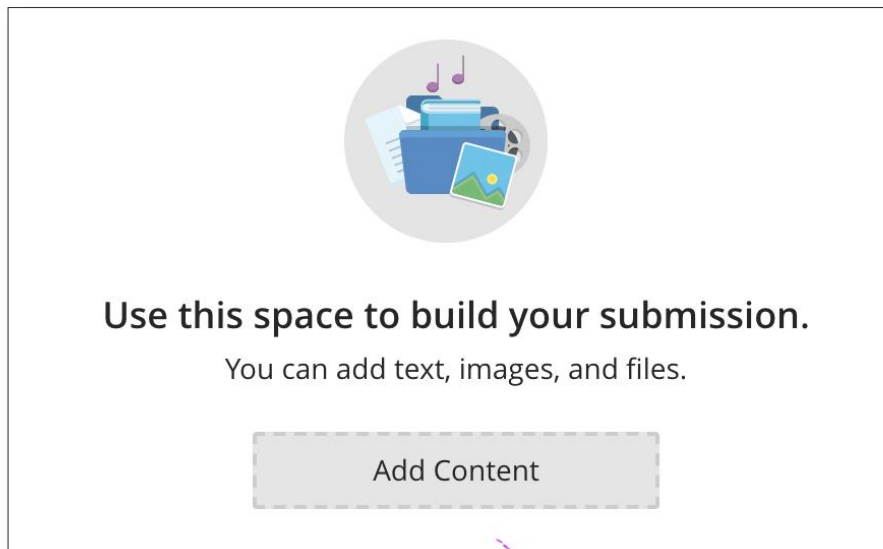 Use this space to build your submission.
You can add text, images, and files.
Add Content